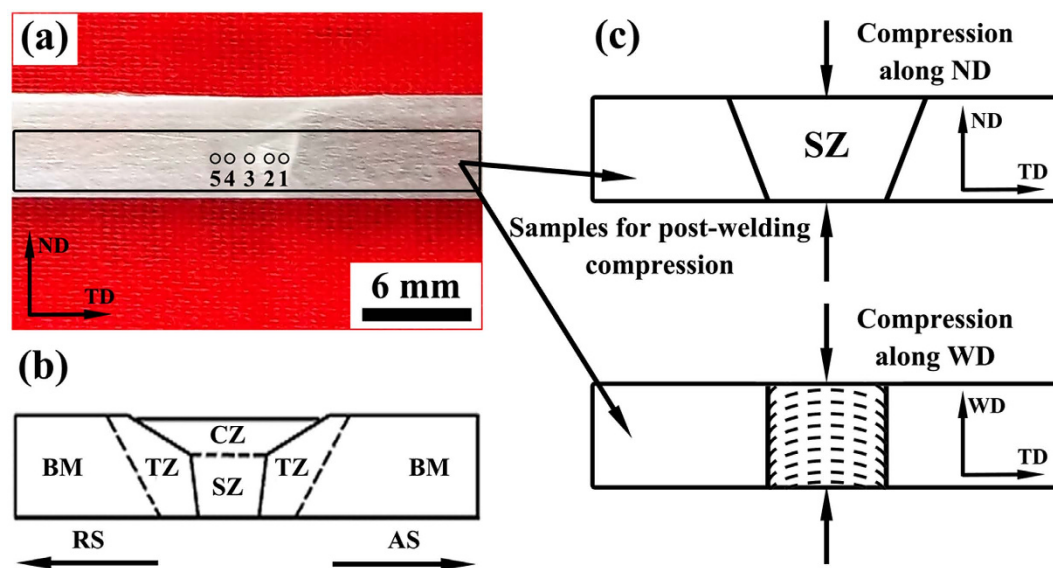 (a)
5 4 3 2 1
ND
TD
6 mm
(b)
CZ
BM
TZ
TZ
BM
SZ
RS
AS
(c)
Compression
along ND
SZ
ND
TD
Samples for post-welding
compression
Compression
along WD
WD
TD